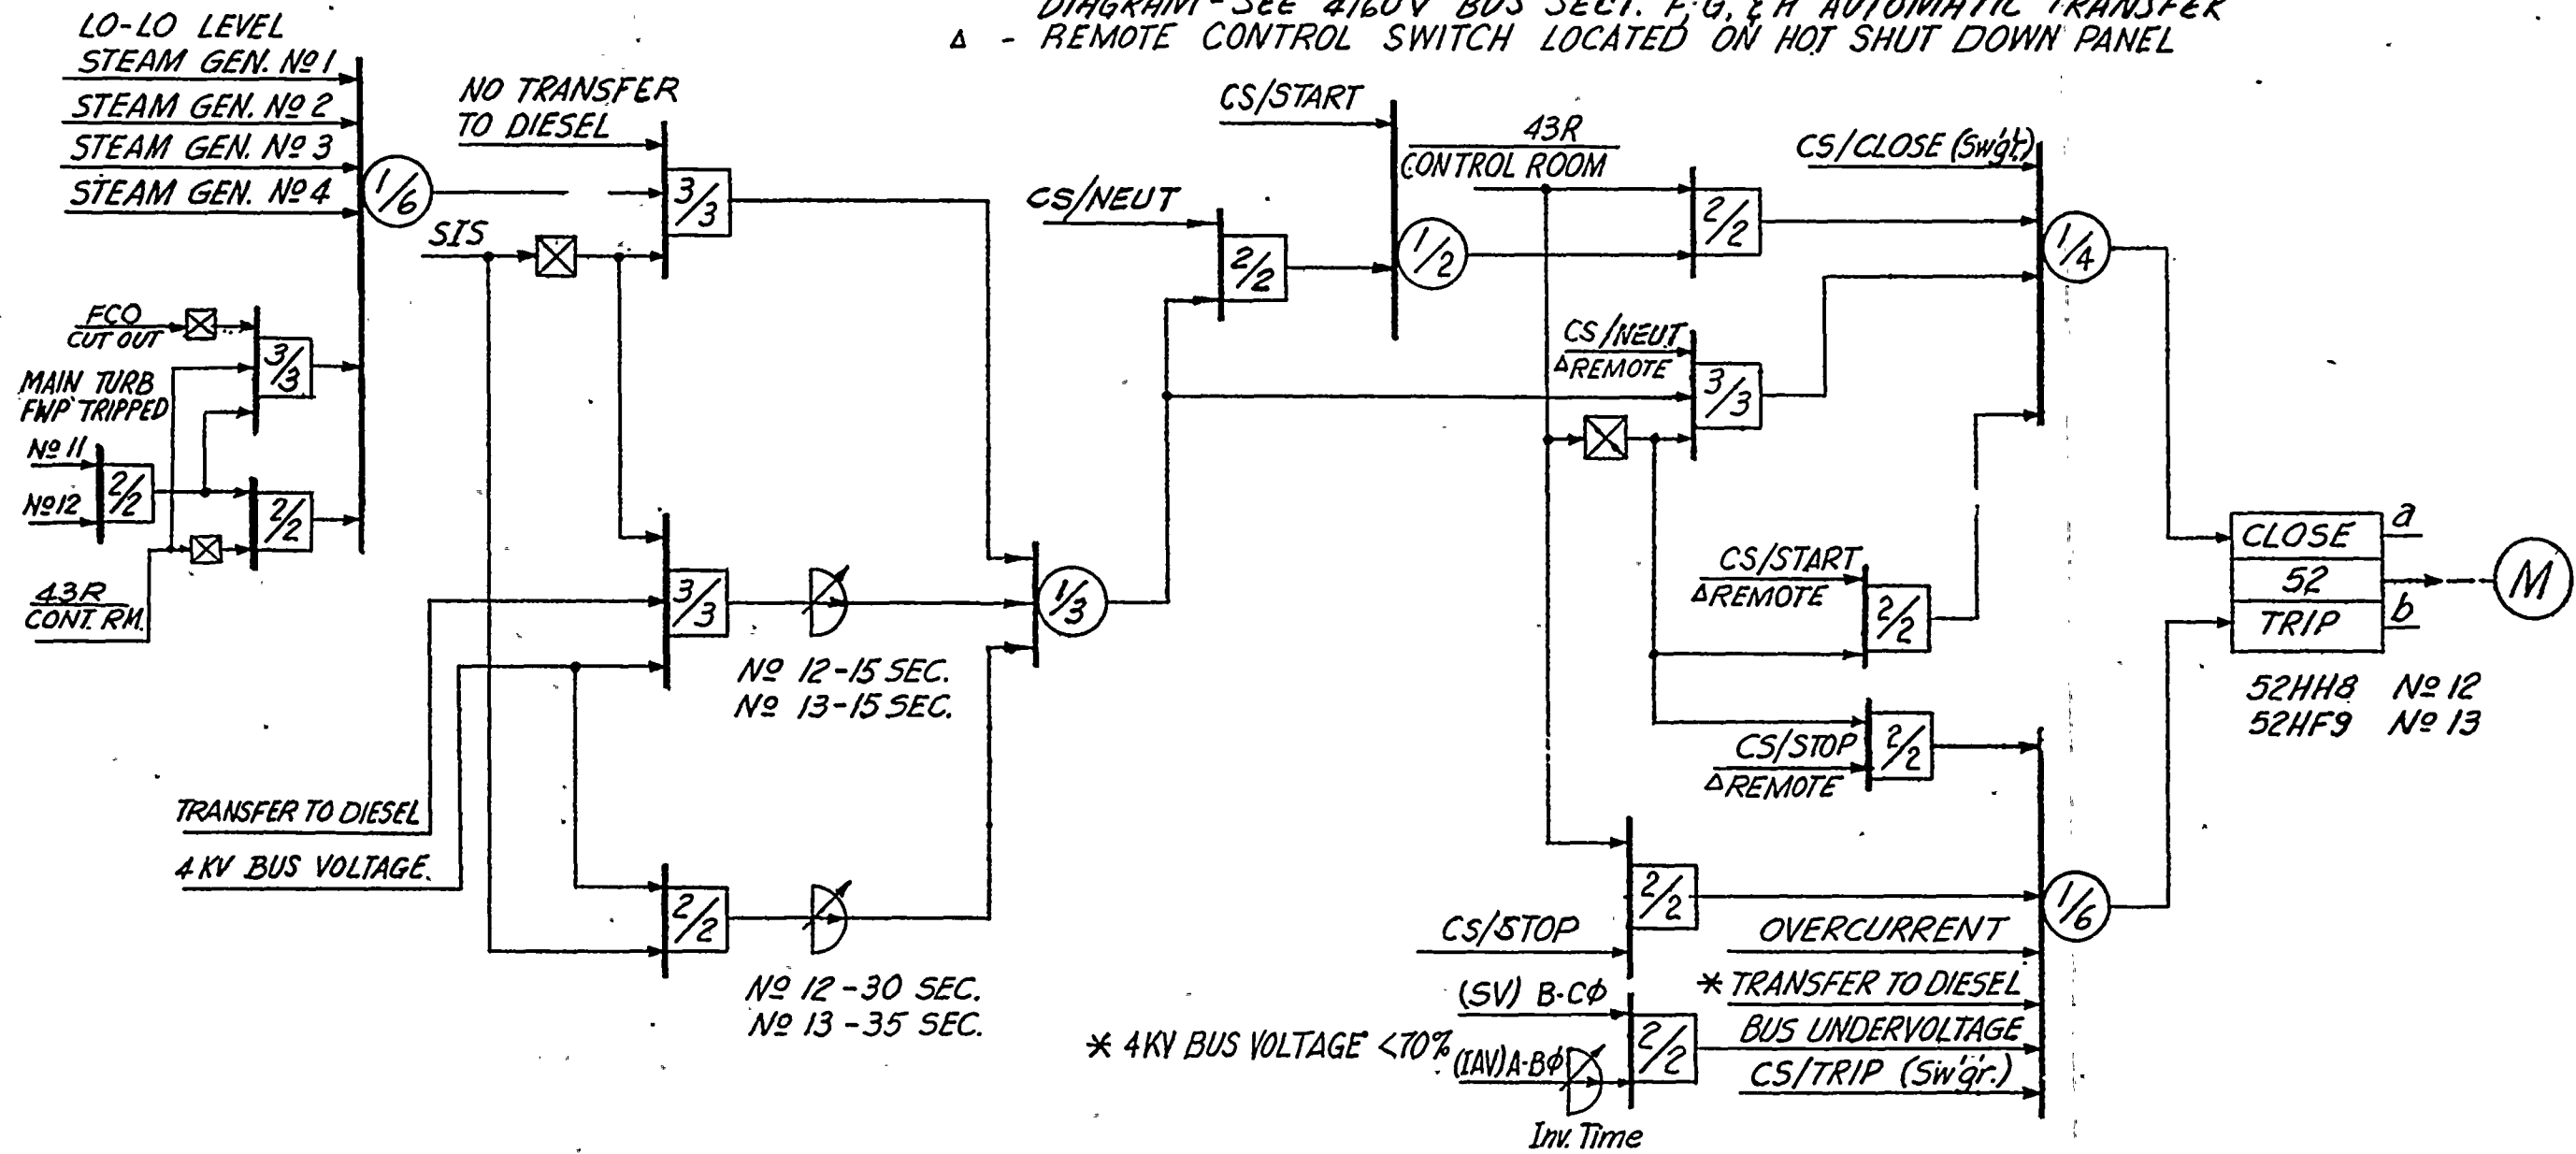 DIAGRAM - SEE 4160V BUS SECT. F, G, & H AUTOMATIC TRANSFER
Δ - REMOTE CONTROL SWITCH LOCATED ON HOT SHUT DOWN PANEL
LO-LO LEVEL
STEAM GEN. Nº 1
STEAM GEN. Nº 2
STEAM GEN. Nº 3
STEAM GEN. Nº 4
1/6
NO TRANSFER
TO DIESEL
3/3
SIS
FCO
CUT OUT
3/3
MAIN TURB
FWP TRIPPED
Nº 11
Nº 12
2/2
2/2
43R
CONT. RM.
3/3
Nº 12-15 SEC.
Nº 13-15 SEC.
TRANSFER TO DIESEL
4 KV BUS VOLTAGE.
2/2
Nº 12-30 SEC.
Nº 13-35 SEC.
1/3
CS/NEUT
2/2
CS/START
1/2
43R
CONTROL ROOM
2/2
CS/CLOSE (Sw'g'r.)
1/4
CS/NEUT
Δ REMOTE
3/3
CS/START
Δ REMOTE
2/2
CS/STOP
Δ REMOTE
2/2
CS/STOP
2/2
OVERCURRENT
* TRANSFER TO DIESEL
BUS UNDERVOLTAGE
CS/TRIP (Sw'g'r.)
1/6
* 4KV BUS VOLTAGE <70%
(SV) B-CΦ
(IAV) A-BΦ
2/2
Inv. Time
CLOSE
52
TRIP
a
b
M
52HH8 Nº 12
52HF9 Nº 13